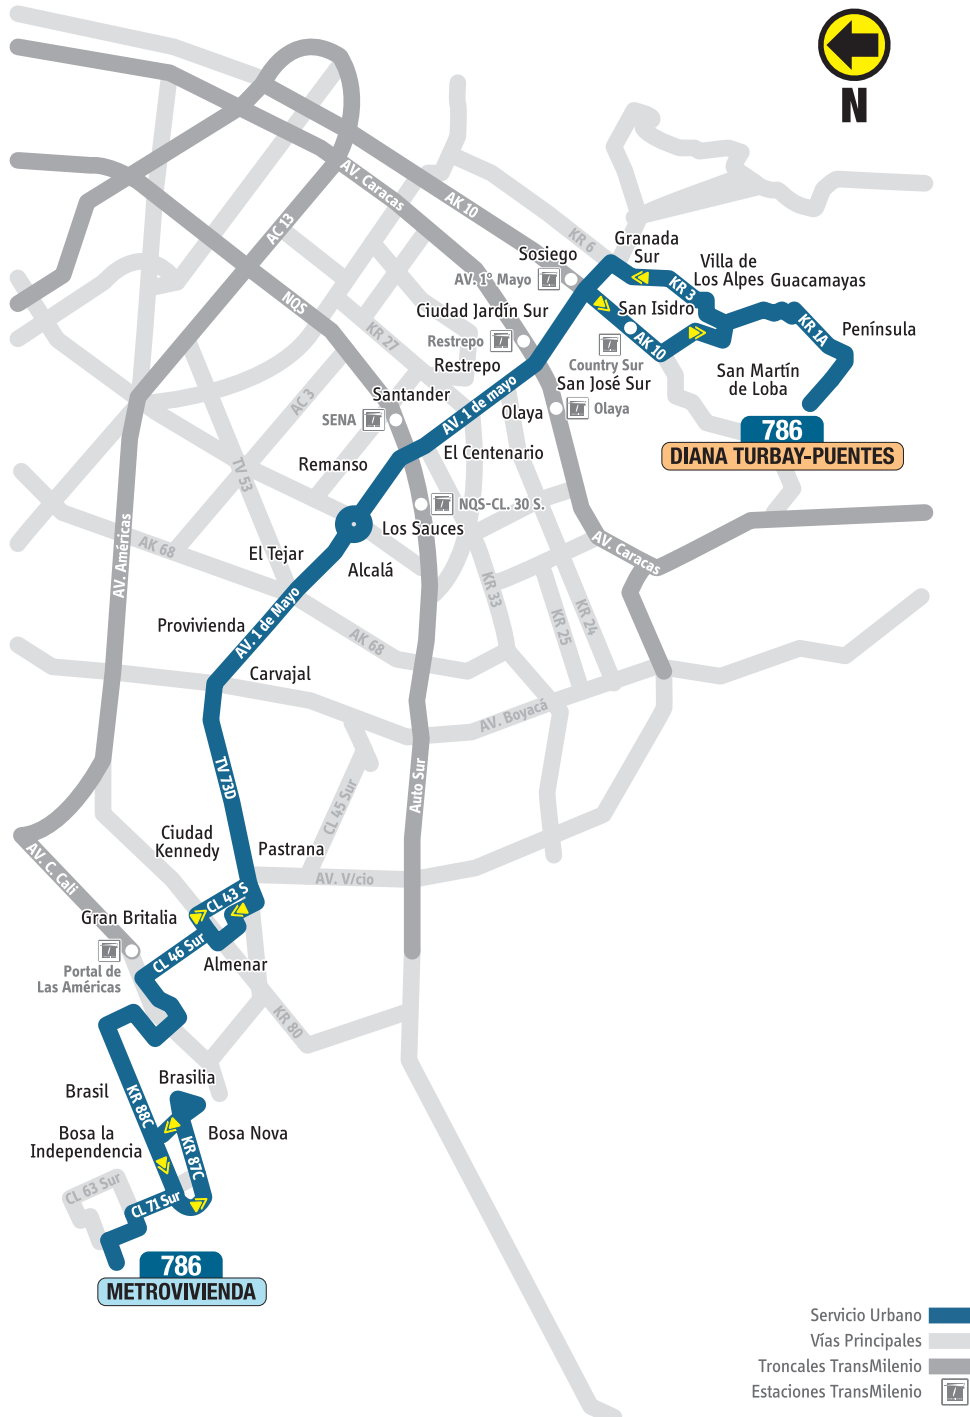 N
AV. Caracas
AK 10
AC 13
KR 6
Granada
Sur
Sosiego
Villa de
Los Alpes
Guacamayas
AV. 1° Mayo
KR 3
NQS
Ciudad Jardín Sur
San Isidro
KR 1A
Península
KR 27
Restrepo
AK 10
Restrepo
Country Sur
San Martín
de Loba
San José Sur
Santander
AV. 1 de mayo
AC 3
SENA
Olaya
Olaya
786
DIANA TURBAY-PUENTES
El Centenario
Remanso
TV 53
NQS-CL. 30 S.
Los Sauces
AV. Américas
AK 68
El Tejar
Alcalá
AV. Caracas
KR 33
Provivienda
AV. 1 de Mayo
KR 25
KR 24
AK 68
Carvajal
AV. Boyacá
TV 73D
Auto Sur
CL 45 Sur
Ciudad
Kennedy
Pastrana
AV. C. Cali
AV. V/cio
CL 43 S
Gran Britalia
CL 46 Sur
Almenar
Portal de
Las Américas
KR 80
Brasilia
Brasil
KR 88C
Bosa la
Independencia
Bosa Nova
KR 87C
CL 63 Sur
CL 71 Sur
786
METROVIVIENDA
Servicio Urbano
Vías Principales
Troncales TransMilenio
Estaciones TransMilenio